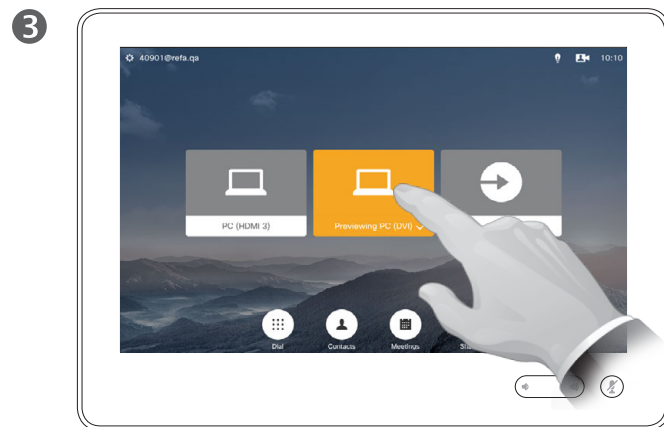 3
40901@refa.qa
10:10
PC (HDMI 3)
Previewing PC (DVI)
Dial
Contacts
Meetings